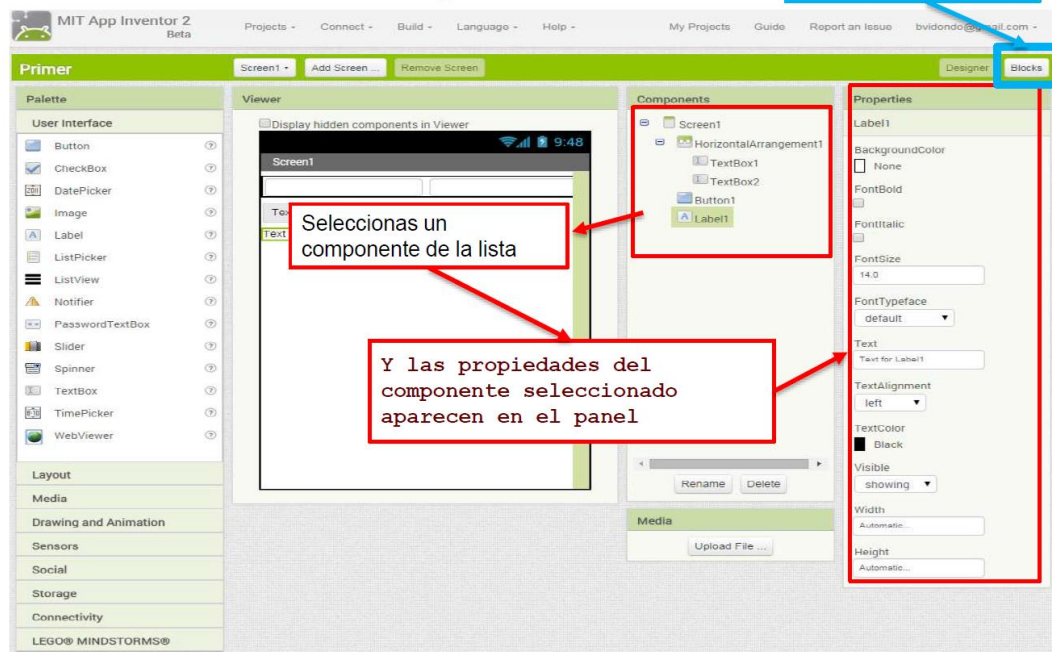 MIT App Inventor 2
Beta
Projects - Connect - Build - Language - Help - My Projects Guide Report an Issue bvidondo@gmail.com -
Primer Screen1 - Add Screen ... Remove Screen Designer Blocks
Palette
User Interface
Button
CheckBox
DatePicker
Image
Label
ListPicker
ListView
Notifier
PasswordTextBox
Slider
Spinner
TextBox
TimePicker
WebViewer
Layout
Media
Drawing and Animation
Sensors
Social
Storage
Connectivity
LEGO® MINDSTORMS®
Viewer
Display hidden components in Viewer
9:48
Screen1
Text
Seleccionas un
componente de la lista
Y las propiedades del
componente seleccionado
aparecen en el panel
Components
Screen1
HorizontalArrangement1
TextBox1
TextBox2
Button1
Label1
Rename Delete
Media
Upload File ...
Properties
Label1
BackgroundColor
None
FontBold
FontItalic
FontSize
14.0
FontTypeface
default
Text
Text for Label1
TextAlignment
left
TextColor
Black
Visible
showing
Width
Automatic...
Height
Automatic...